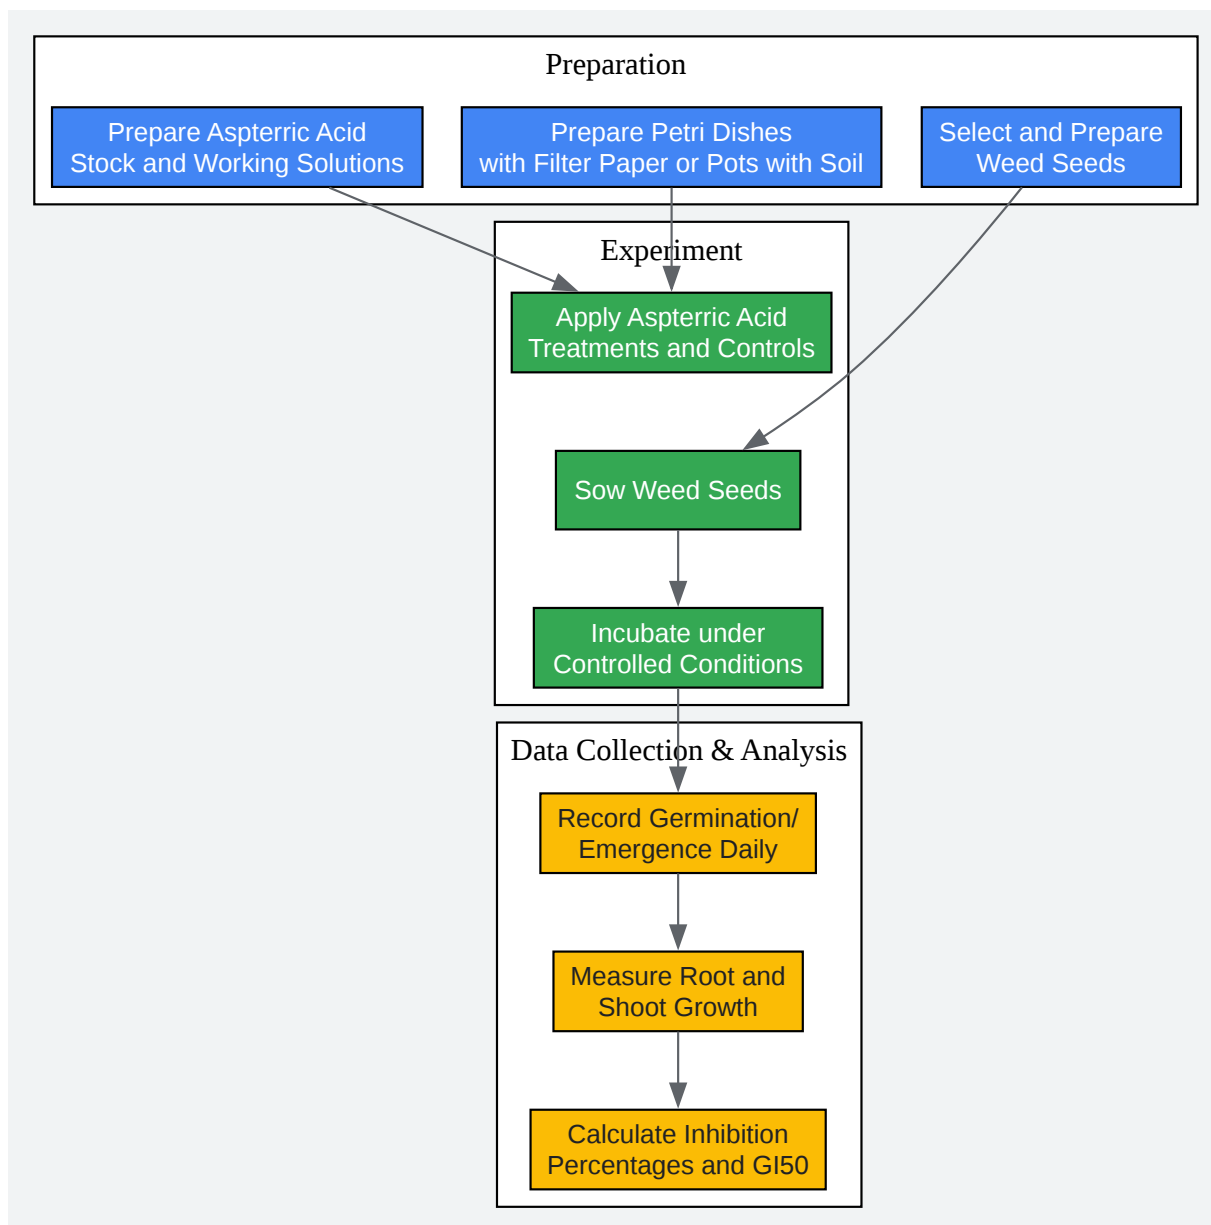 Preparation
Prepare Aspterric Acid
Stock and Working Solutions
Prepare Petri Dishes
with Filter Paper or Pots with Soil
Select and Prepare
Weed Seeds
Experiment
Apply Aspterric Acid
Treatments and Controls
Sow Weed Seeds
Incubate under
Controlled Conditions
Data Collection & Analysis
Record Germination/
Emergence Daily
Measure Root and
Shoot Growth
Calculate Inhibition
Percentages and GI50